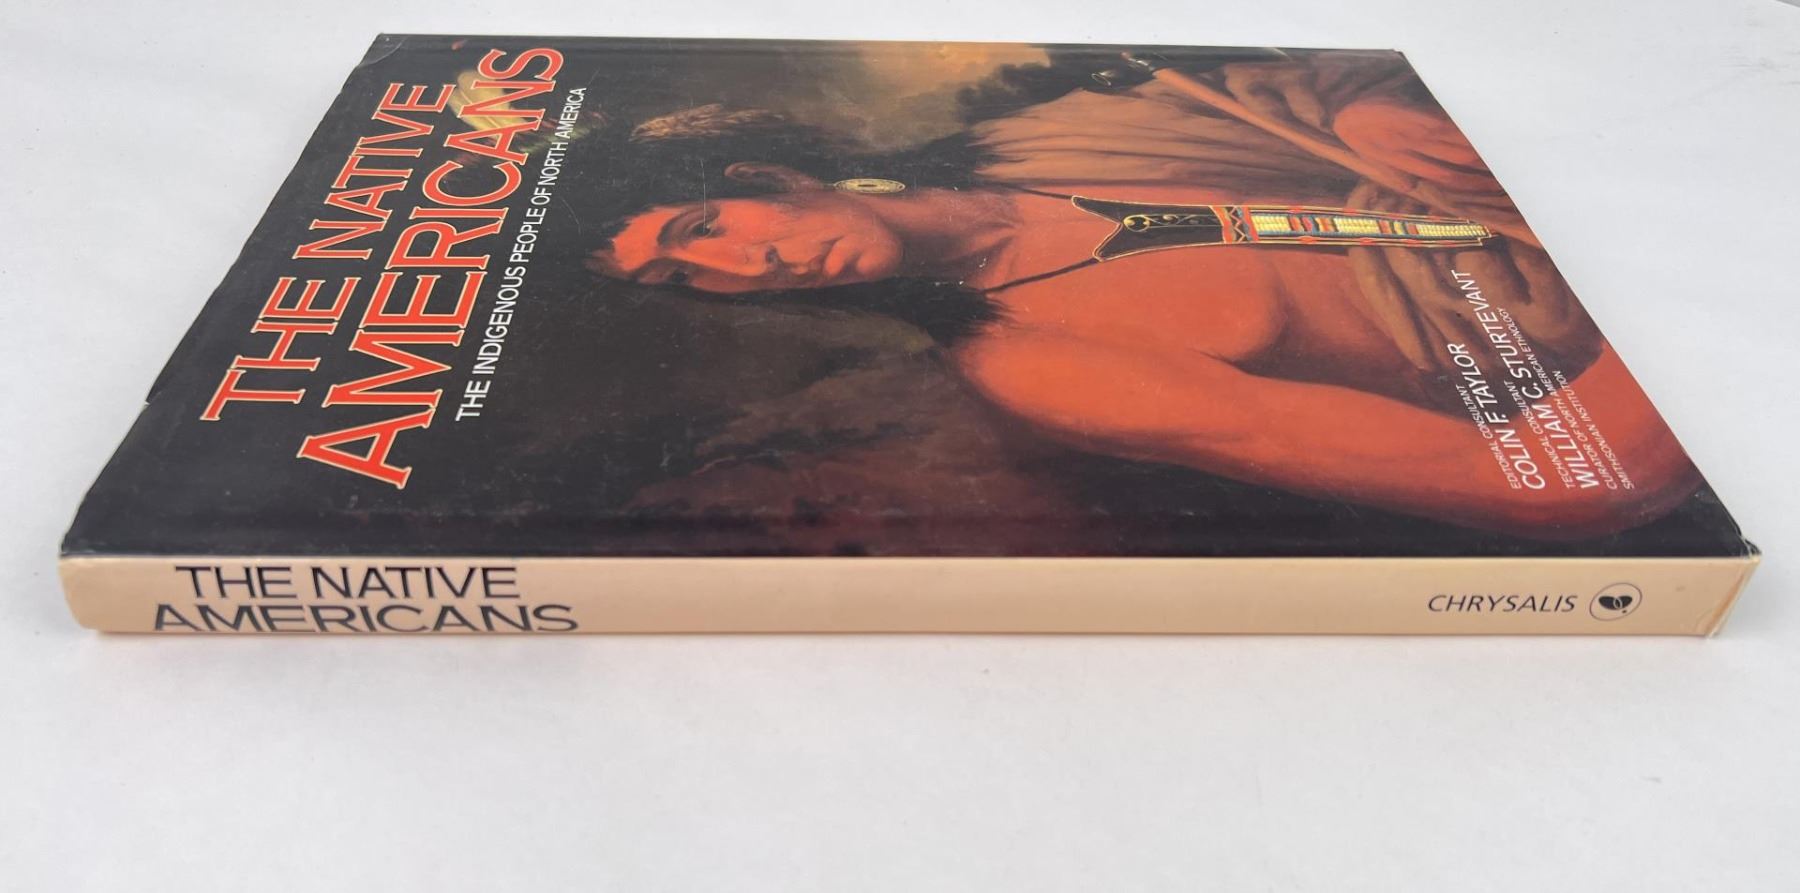 THE NATIVE
AMERICANS
THE INDIGENOUS PEOPLE OF NORTH AMERICA
EDITORIAL CONSULTANT
COLIN F. TAYLOR
TECHNICAL CONSULTANT
WILLIAM C. STURTEVANT
CURATOR OF NORTH AMERICAN ETHNOLOGY
SMITHSONIAN INSTITUTION
THE NATIVE
AMERICANS
CHRYSALIS